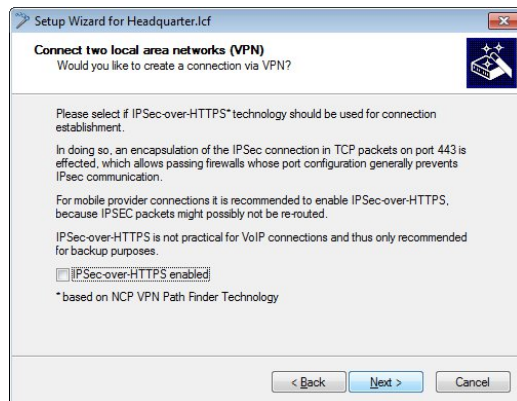 Setup Wizard for Headquarter.lcf
Connect two local area networks (VPN)
Would you like to create a connection via VPN?
Please select if IPSec-over-HTTPS* technology should be used for connection
establishment.
In doing so, an encapsulation of the IPSec connection in TCP packets on port 443 is
effected, which allows passing firewalls whose port configuration generally prevents
IPsec communication.
For mobile provider connections it is recommended to enable IPSec-over-HTTPS,
because IPSEC packets might possibly not be re-routed.
IPSec-over-HTTPS is not practical for VoIP connections and thus only recommended
for backup purposes.
IPSec-over-HTTPS enabled
* based on NCP VPN Path Finder Technology
< Back
Next >
Cancel